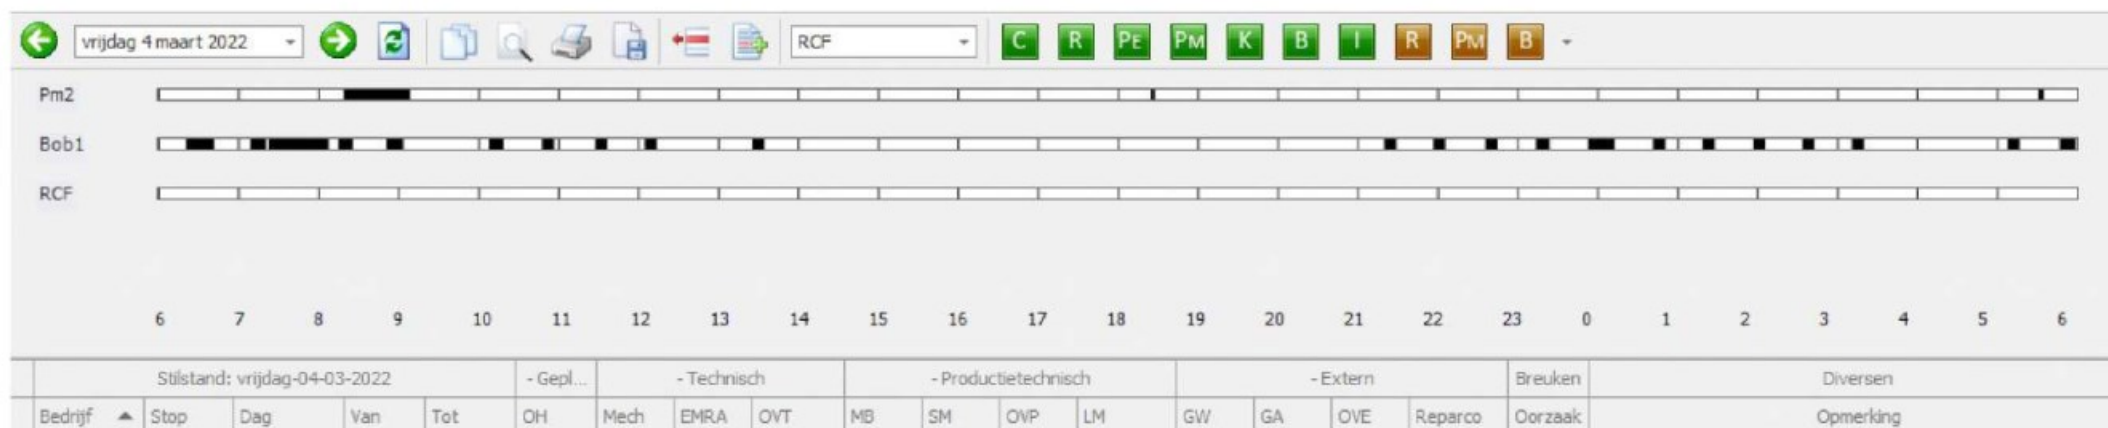 vrijdag 4 maart 2022 RCF C R PE PM K B I R PM B
Pm2
Bob1
RCF
6 7 8 9 10 11 12 13 14 15 16 17 18 19 20 21 22 23 0 1 2 3 4 5 6
Stilstand: vrijdag-04-03-2022 - Gepl... - Technisch - Productietechnisch - Extern Breuken Diversen
Bedrijf Stop Dag Van Tot OH Mech EMRA OVT MB SM OVP LM GW GA OVE Reparco Oorzaak Opmerking